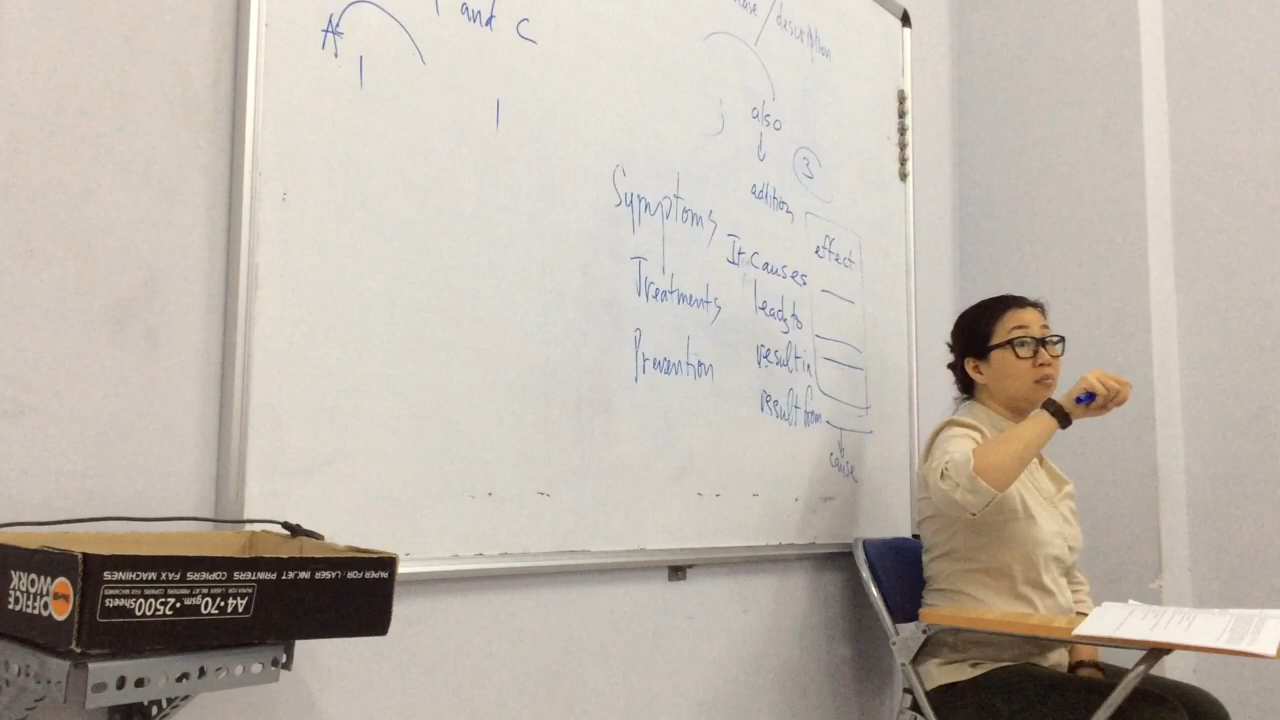 A
and C
description
also
3
addition
effect
Symptoms
It causes
Treatments
leads to
Prevention
result in
result from
cause
OFFICE
WORK
PAPER FOR: LASER INKJET PRINTERS COPIERS FAX MACHINES
A4·70gsm.·2500sheets